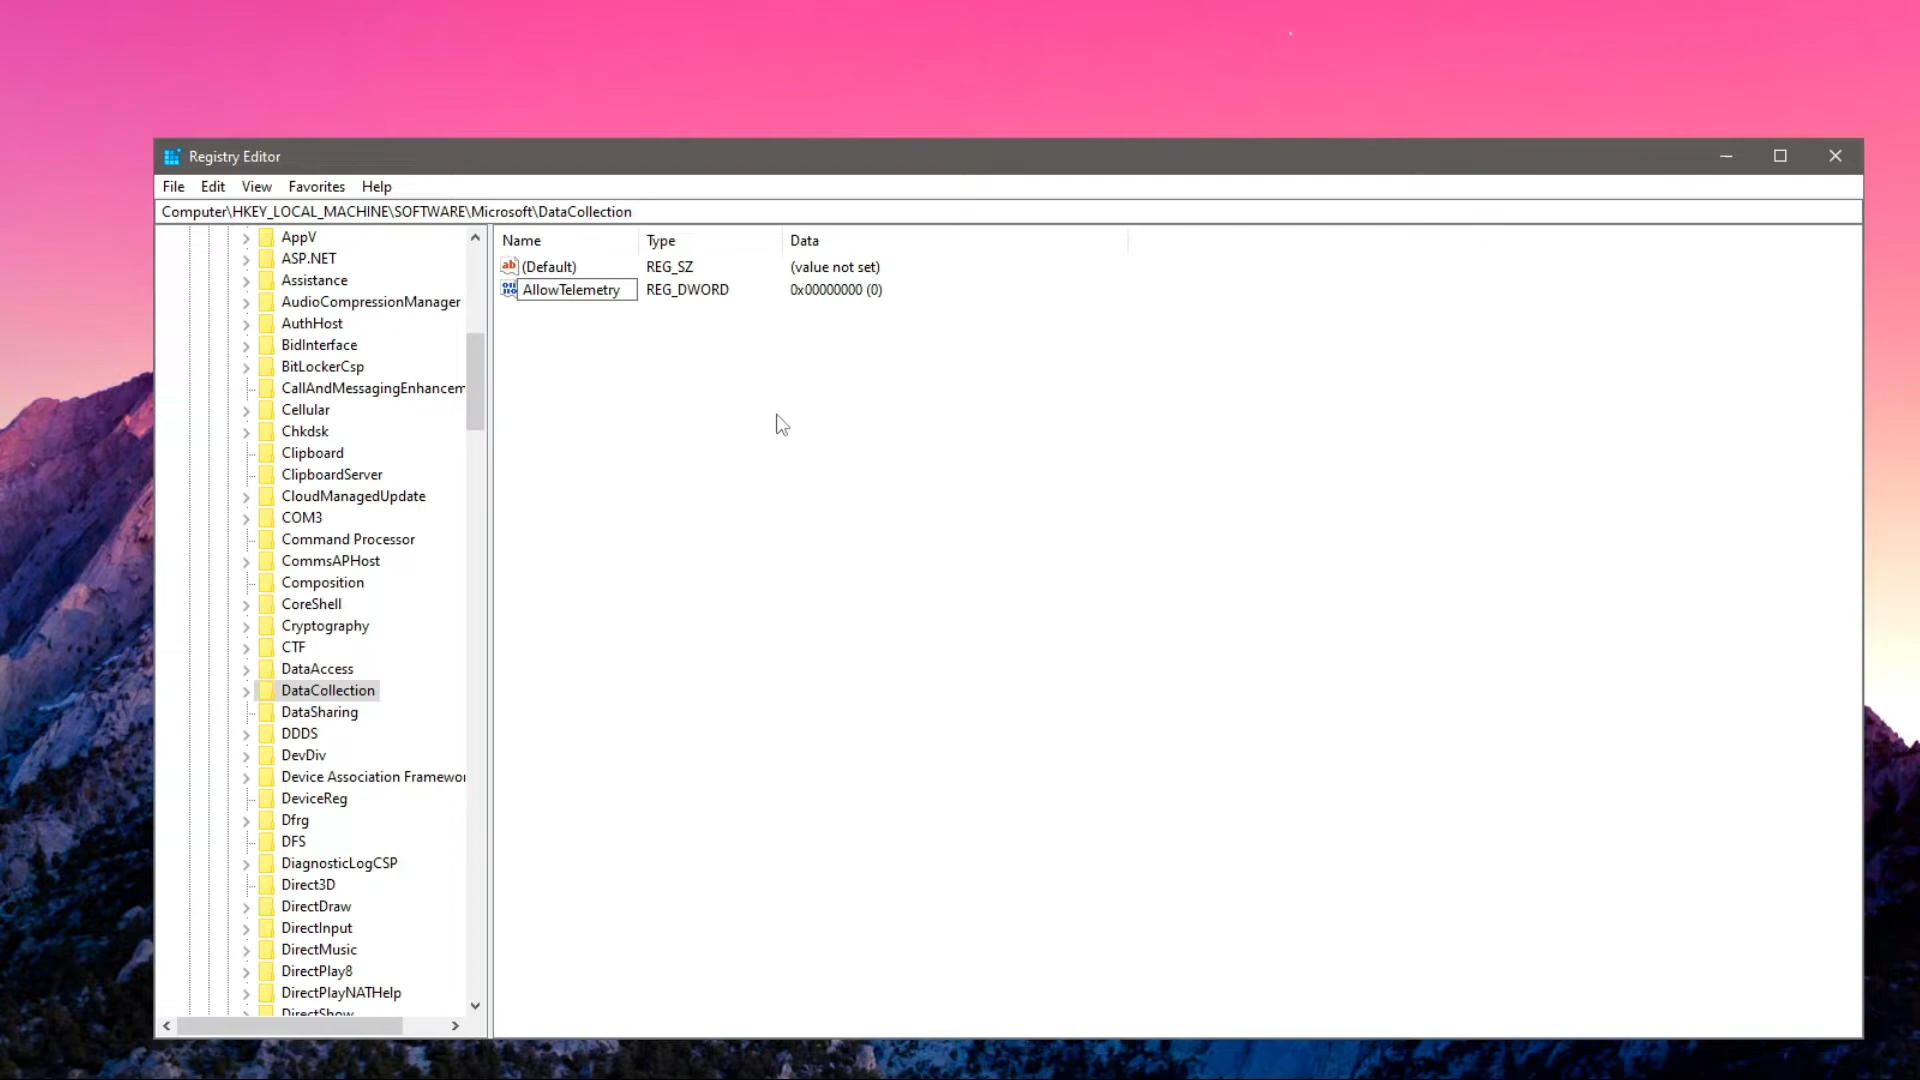 Registry Editor
File Edit View Favorites Help
Computer\HKEY_LOCAL_MACHINE\SOFTWARE\Microsoft\DataCollection
AppV
ASP.NET
Assistance
AudioCompressionManager
AuthHost
BidInterface
BitLockerCsp
CallAndMessagingEnhancem
Cellular
Chkdsk
Clipboard
ClipboardServer
CloudManagedUpdate
COM3
Command Processor
CommsAPHost
Composition
CoreShell
Cryptography
CTF
DataAccess
DataCollection
DataSharing
DDDS
DevDiv
Device Association Framewor
DeviceReg
Dfrg
DFS
DiagnosticLogCSP
Direct3D
DirectDraw
DirectInput
DirectMusic
DirectPlay8
DirectPlayNATHelp
DirectShow
Name Type Data
(Default) REG_SZ (value not set)
AllowTelemetry REG_DWORD 0x00000000 (0)